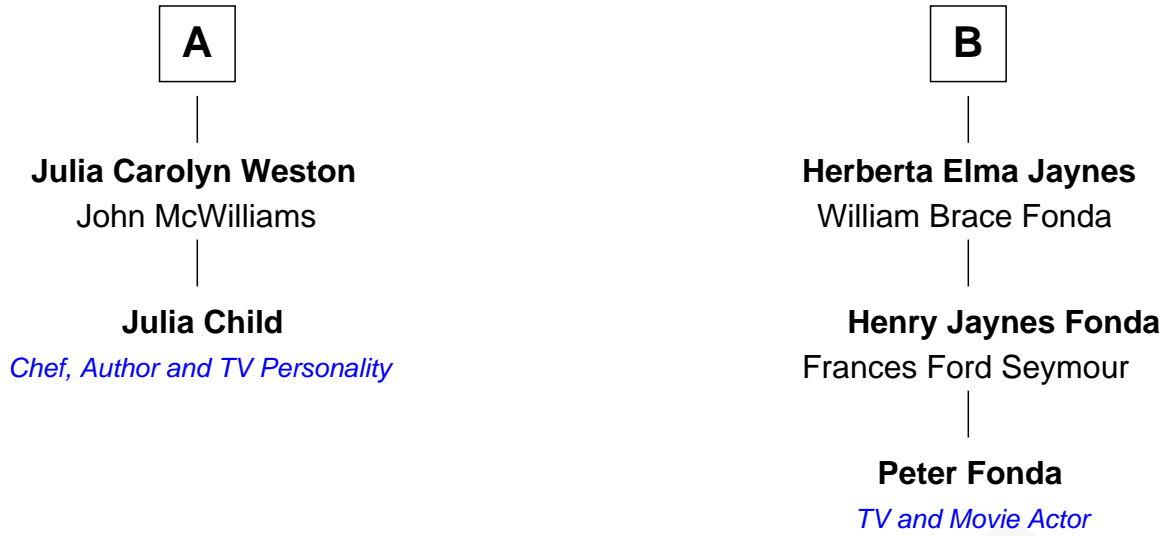 A
B
Julia Carolyn Weston
John McWilliams
Herberta Elma Jaynes
William Brace Fonda
Julia Child
Chef, Author and TV Personality
Henry Jaynes Fonda
Frances Ford Seymour
Peter Fonda
TV and Movie Actor